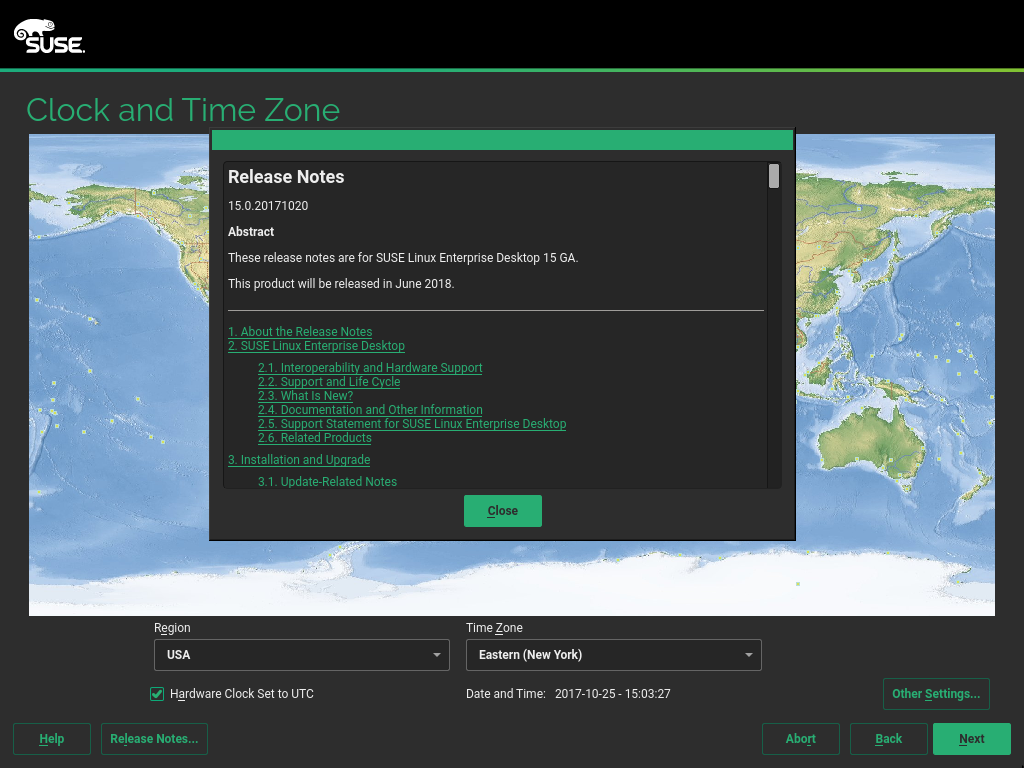 SUSE.
Clock and Time Zone
Release Notes
15.0.20171020
Abstract
These release notes are for SUSE Linux Enterprise Desktop 15 GA.
This product will be released in June 2018.
1. About the Release Notes
2. SUSE Linux Enterprise Desktop
2.1. Interoperability and Hardware Support
2.2. Support and Life Cycle
2.3. What Is New?
2.4. Documentation and Other Information
2.5. Support Statement for SUSE Linux Enterprise Desktop
2.6. Related Products
3. Installation and Upgrade
3.1. Update-Related Notes
Close
Region
Time Zone
USA
Eastern (New York)
Hardware Clock Set to UTC
Date and Time: 2017-10-25 - 15:03:27
Other Settings...
Help
Release Notes...
Abort
Back
Next